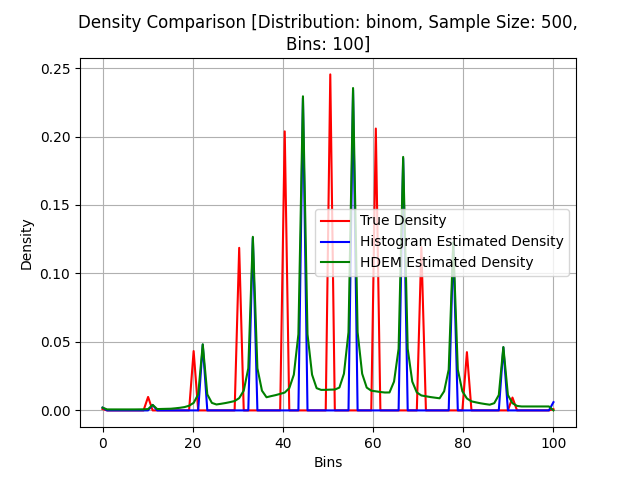 Density Comparison [Distribution: binom, Sample Size: 500,
Bins: 100]
0.25
0.20
0.15
0.10
0.05
0.00
Density
True Density
Histogram Estimated Density
HDEM Estimated Density
0 20 40 60 80 100
Bins